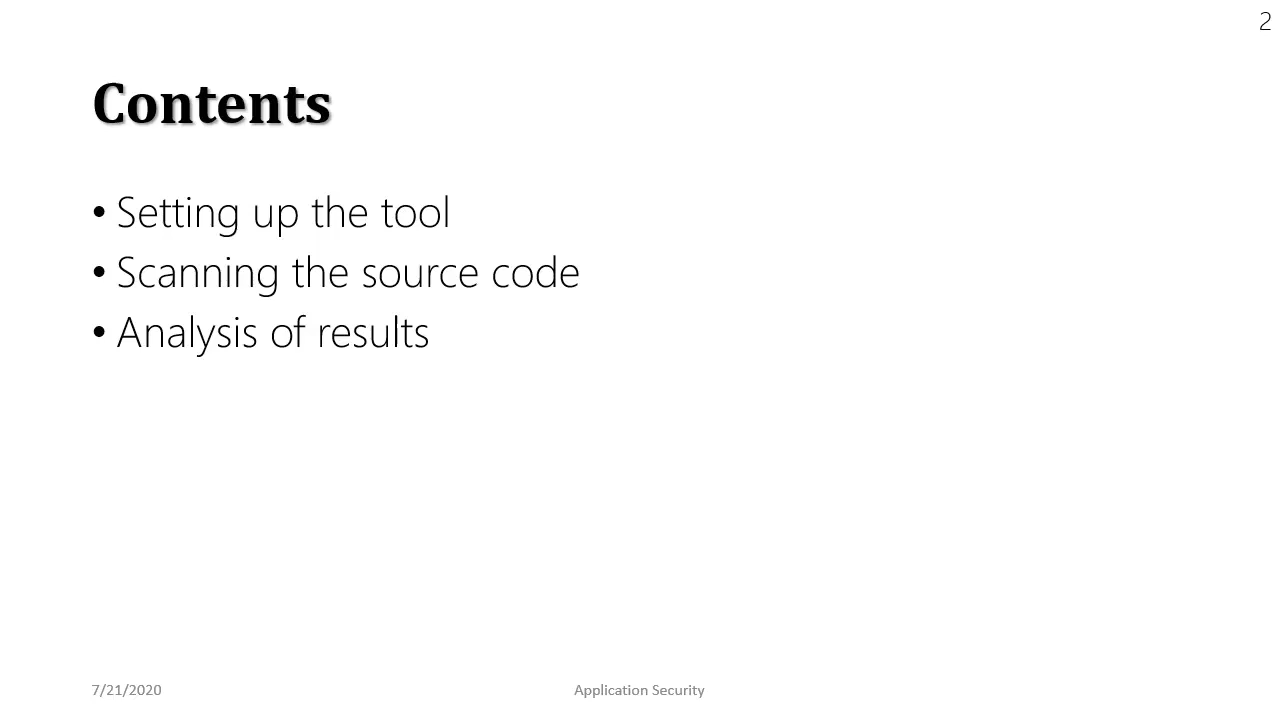 2
Contents
• Setting up the tool
• Scanning the source code
• Analysis of results
7/21/2020
Application Security